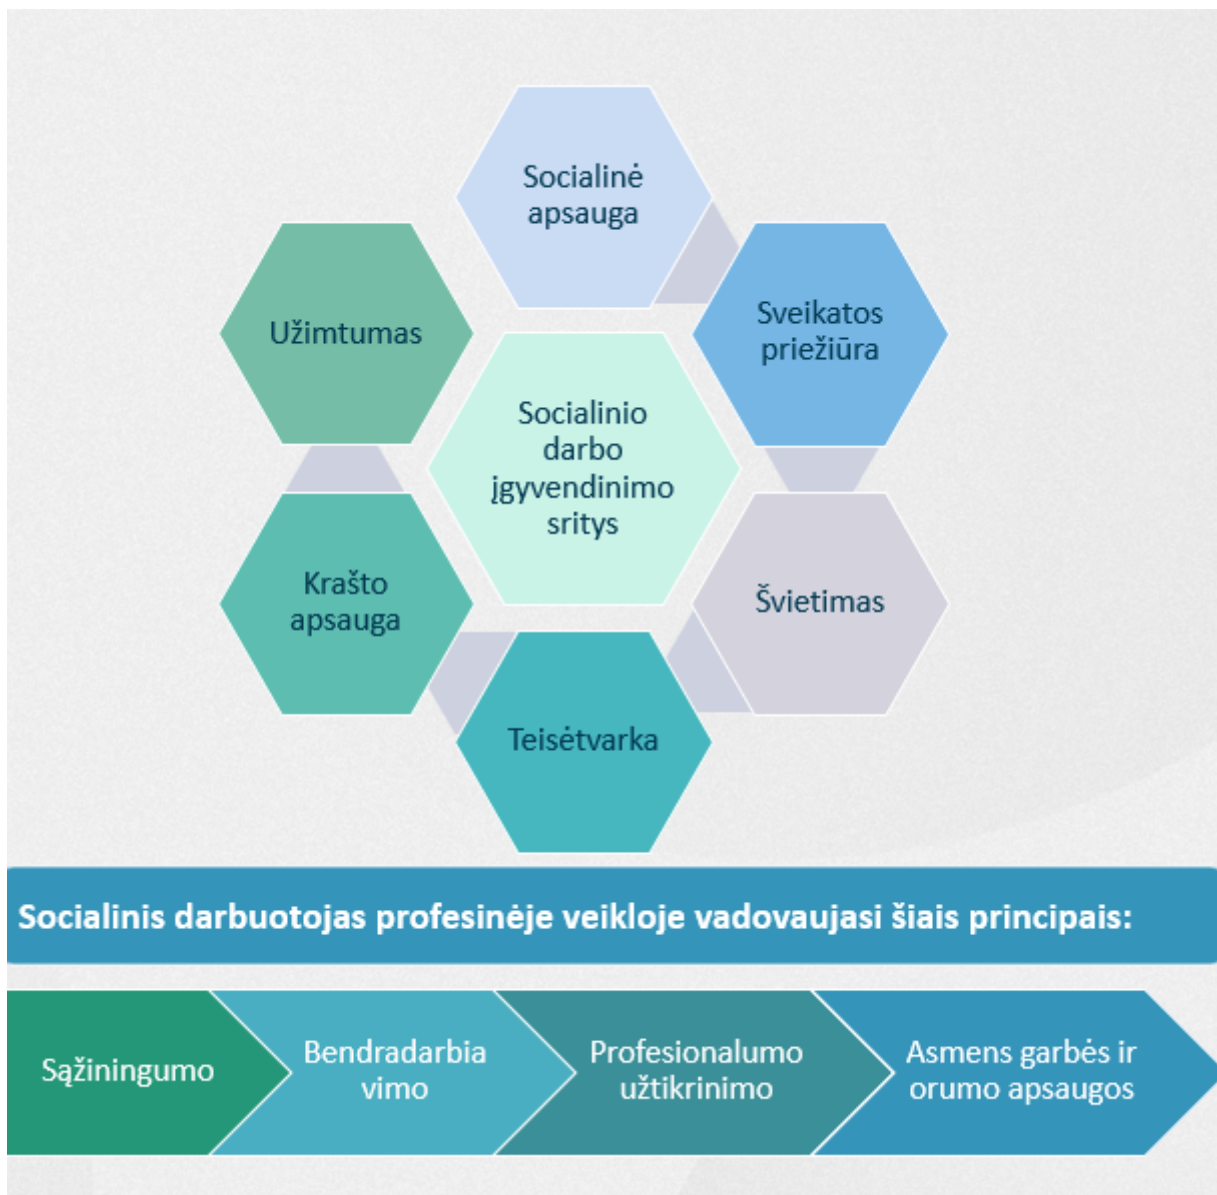 Socialinė
apsauga
Sveikatos
priežiūra
Švietimas
Teisėtvarka
Krašto
apsauga
Užimtumas
Socialinio
darbo
įgyvendinimo
sritys
Socialinis darbuotojas profesinėje veikloje vadovaujasi šiais principais:
Sąžiningumo
Bendradarbia
vimo
Profesionalumo
užtikrinimo
Asmens garbės ir
orumo apsaugos